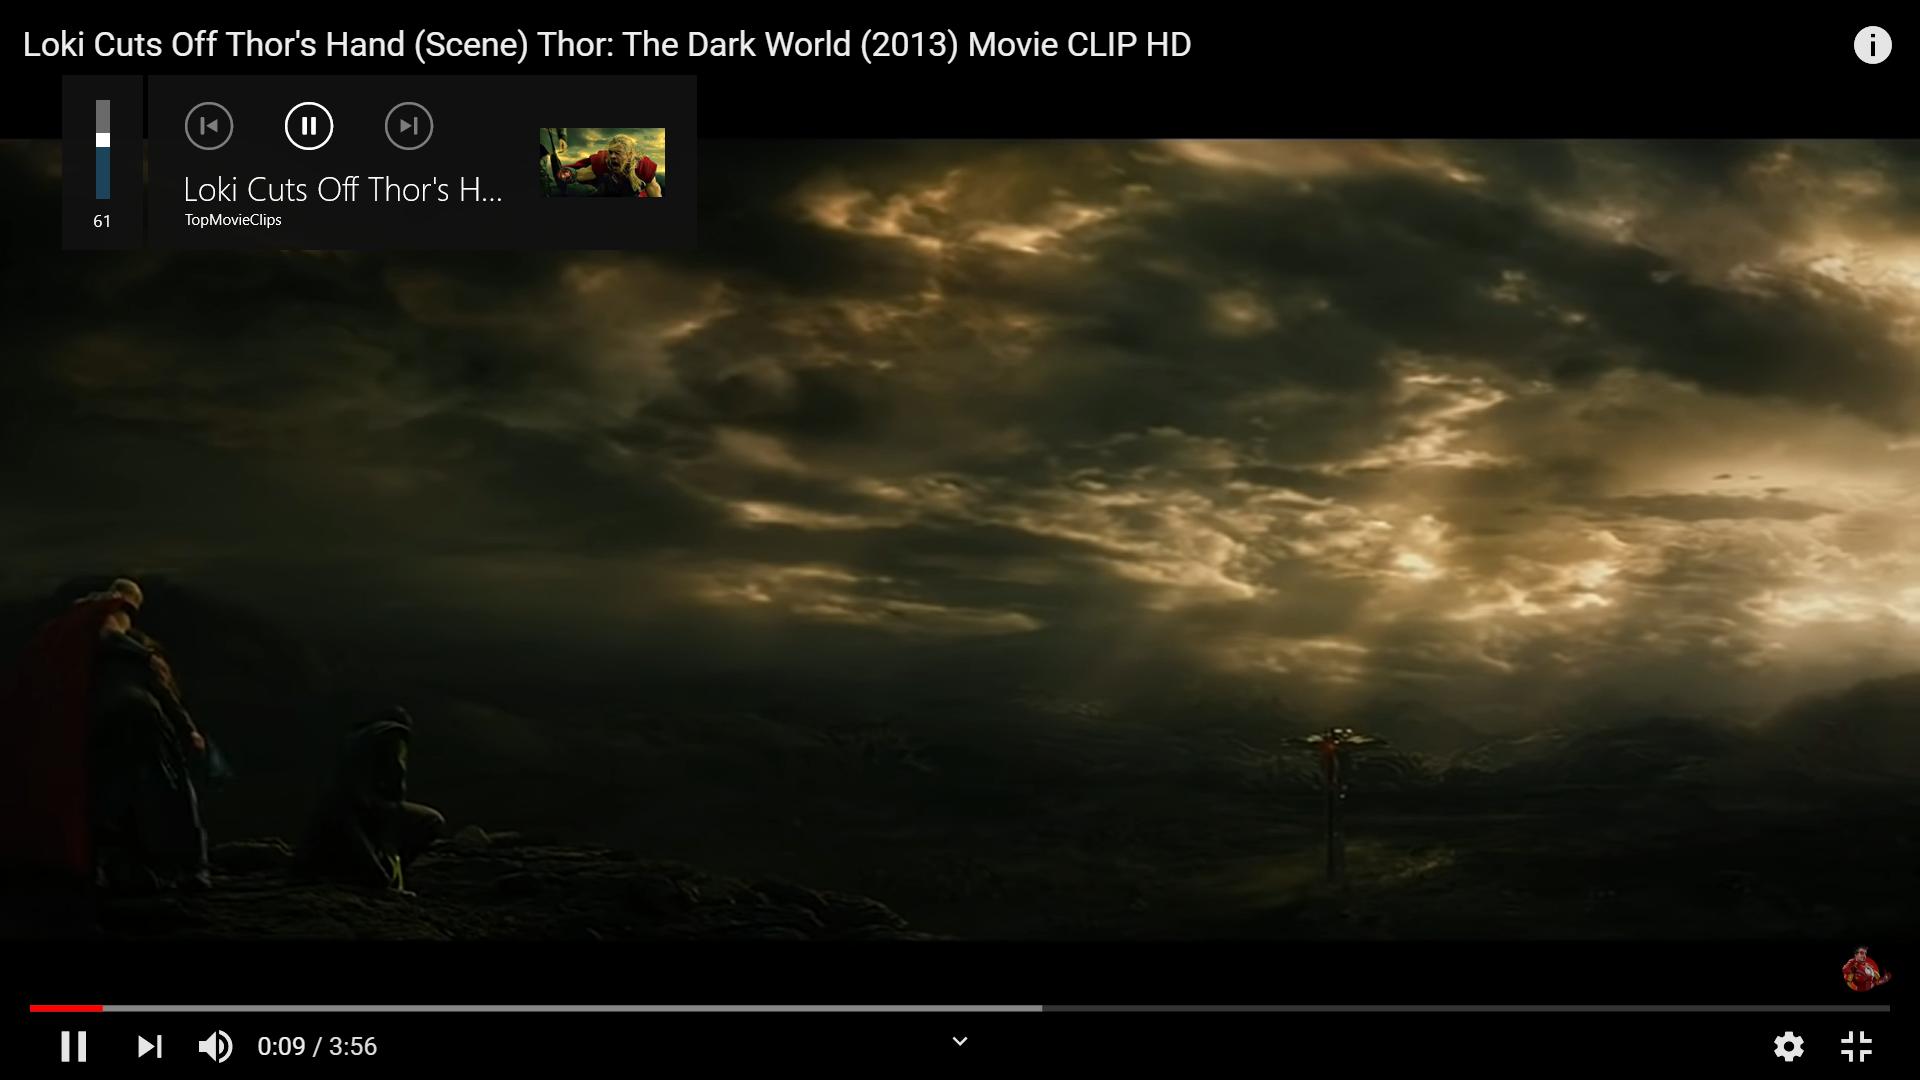 Loki Cuts Off Thor's Hand (Scene) Thor: The Dark World (2013) Movie CLIP HD
Loki Cuts Off Thor's H...
61
TopMovieClips
0:09 / 3:56